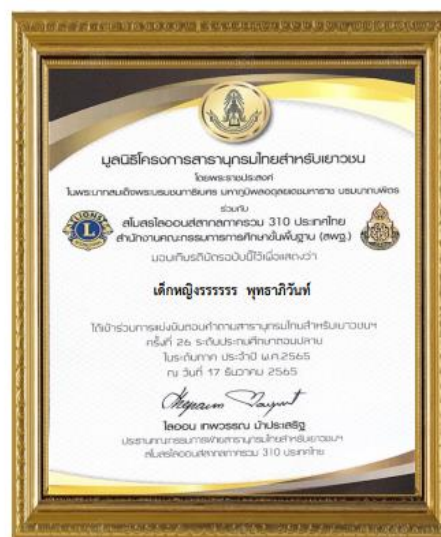 มูลนิธิโครงการสารานุกรมไทยสำหรับเยาวชน
โดยพระราชประสงค์
ในพระบาทสมเด็จพระบรมชนกาธิเบศร มหาภูมิพลอดุลยเดชมหาราช บรมนาถบพิตร
ร่วมกับ
สโมสรไลออนส์สากลภาครวม 310 ประเทศไทย
สำนักงานคณะกรรมการการศึกษาขั้นพื้นฐาน (สพฐ.)
มอบเกียรติบัตรฉบับนี้ไว้เพื่อแสดงว่า
เด็กหญิงรรรรรร พุทธาภิวันท์
ได้เข้าร่วมการแข่งขันตอบคำถามสารานุกรมไทยสำหรับเยาวชนฯ
ครั้งที่ 26 ระดับประถมศึกษาตอนปลาย
ในระดับภาค ประจำปี พ.ศ.2565
ณ วันที่ 17 ธันวาคม 2565
ไลออน เทพวรรณ ม้าประเสริฐ
ประธานคณะกรรมการฝ่ายสารานุกรมไทยสำหรับเยาวชนฯ
สโมสรไลออนส์สากลภาครวม 310 ประเทศไทย
LIONS
L